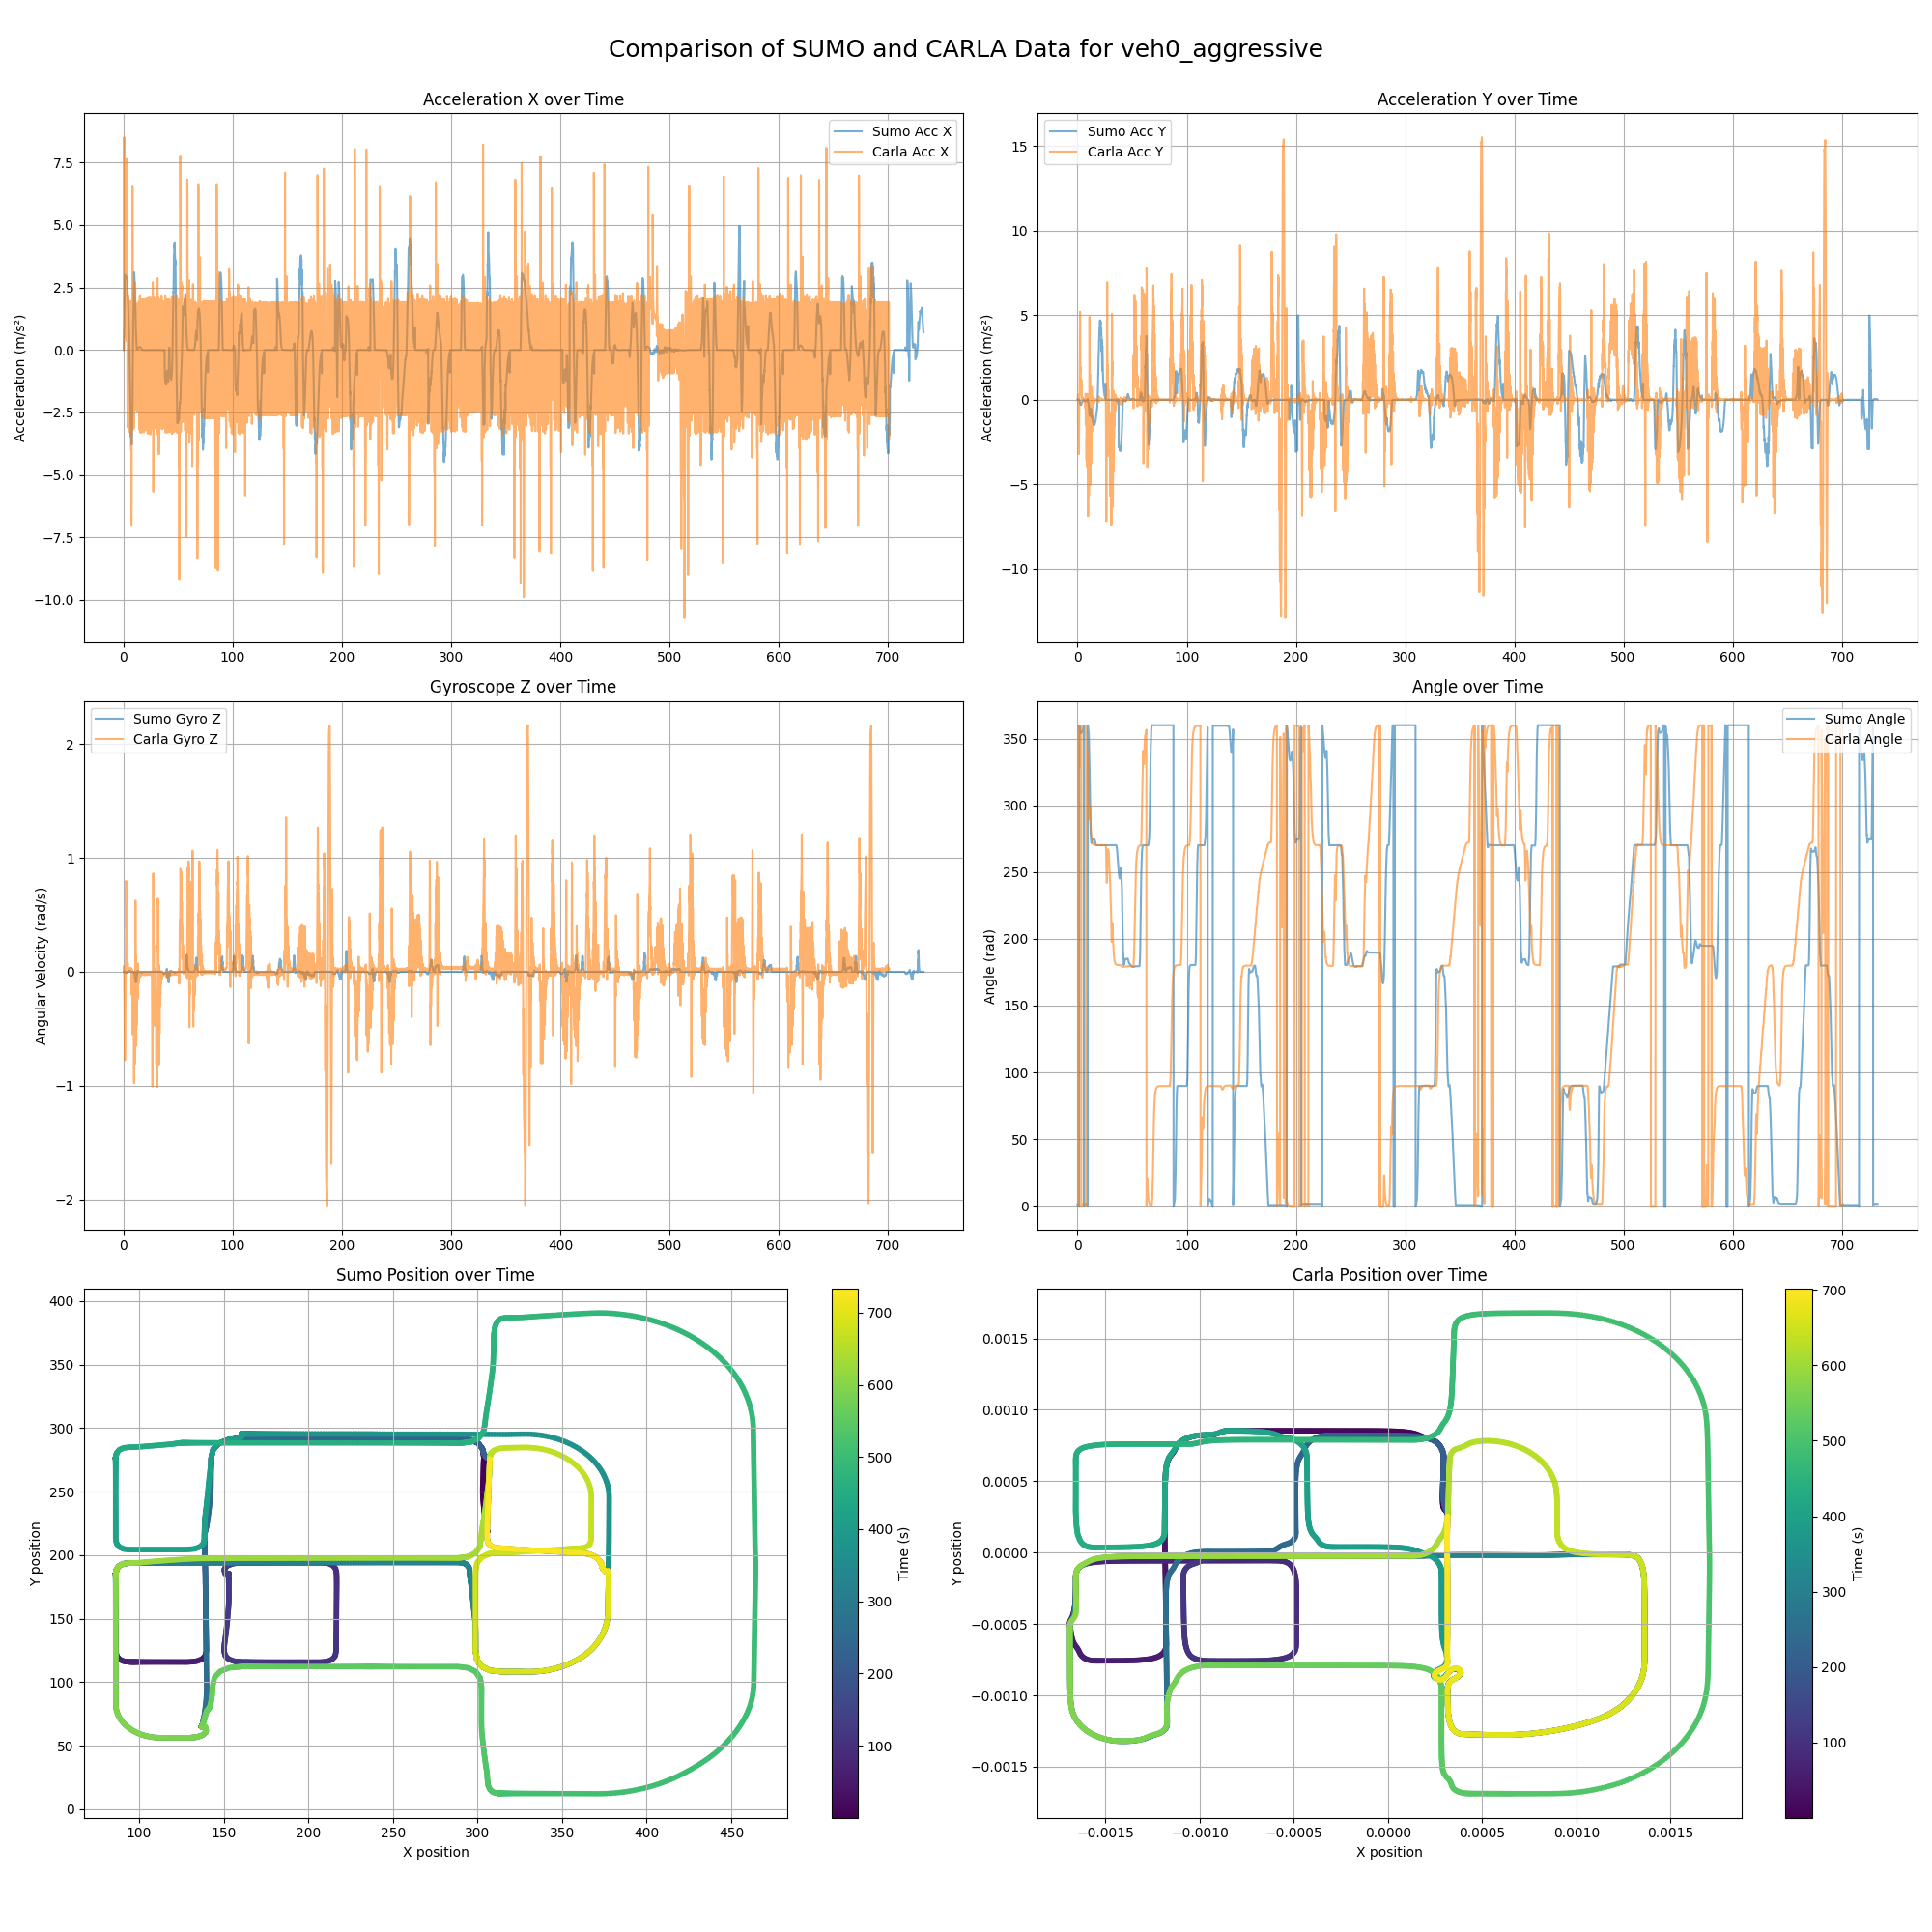 Comparison of SUMO and CARLA Data for veh0_aggressive
Acceleration X over Time
Acceleration (m/s²)
7.5
5.0
2.5
0.0
−2.5
−5.0
−7.5
−10.0
Sumo Acc X
Carla Acc X
0 100 200 300 400 500 600 700
Acceleration Y over Time
Acceleration (m/s²)
15
10
5
0
−5
−10
Sumo Acc Y
Carla Acc Y
0 100 200 300 400 500 600 700
Gyroscope Z over Time
Angular Velocity (rad/s)
2
1
0
−1
−2
Sumo Gyro Z
Carla Gyro Z
0 100 200 300 400 500 600 700
Angle over Time
Angle (rad)
350
300
250
200
150
100
50
0
Sumo Angle
Carla Angle
0 100 200 300 400 500 600 700
Sumo Position over Time
Y position
400
350
300
250
200
150
100
50
0
100 150 200 250 300 350 400 450
X position
Time (s)
700
600
500
400
300
200
100
Carla Position over Time
Y position
0.0015
0.0010
0.0005
0.0000
−0.0005
−0.0010
−0.0015
−0.0015 −0.0010 −0.0005 0.0000 0.0005 0.0010 0.0015
X position
Time (s)
700
600
500
400
300
200
100